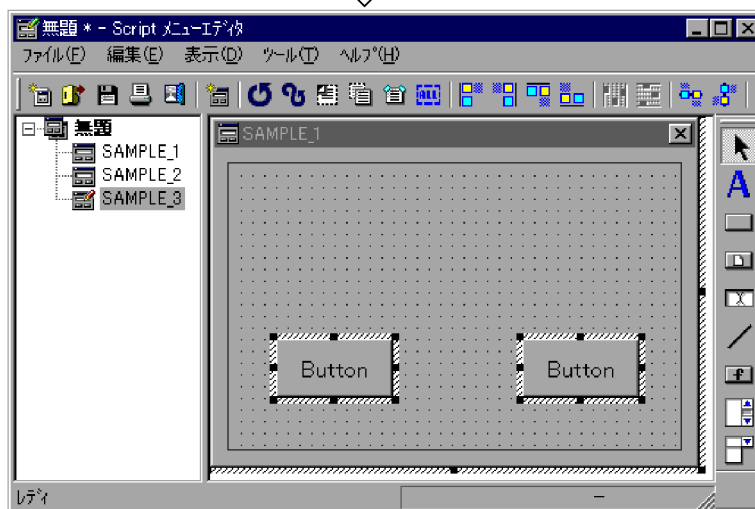 無題 * - Script ﾒﾆｭｰｴﾃﾞｨﾀ
ファイル(F) 編集(E) 表示(D) ツール(T) ヘルプ(H)
ALL
無題
SAMPLE_1
SAMPLE_2
SAMPLE_3
SAMPLE_1
A
f
Button
Button
ﾚﾃﾞｨ